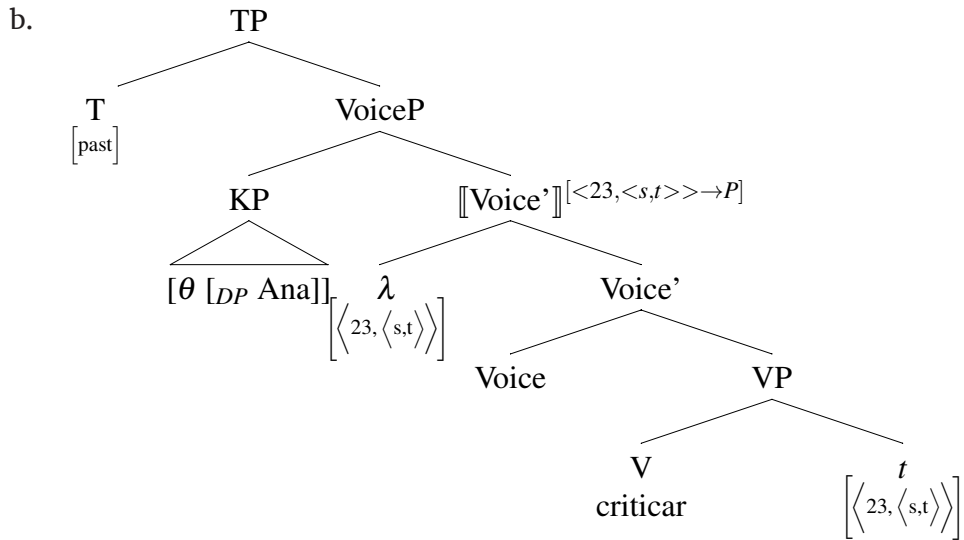 b.
TP
T VoiceP
[past]
KP ⟦Voice’⟧[<23,<s,t>>→P]
[θ [DP Ana]] λ Voice’
[⟨23, ⟨s,t⟩⟩]
Voice VP
V t
criticar [⟨23, ⟨s,t⟩⟩]